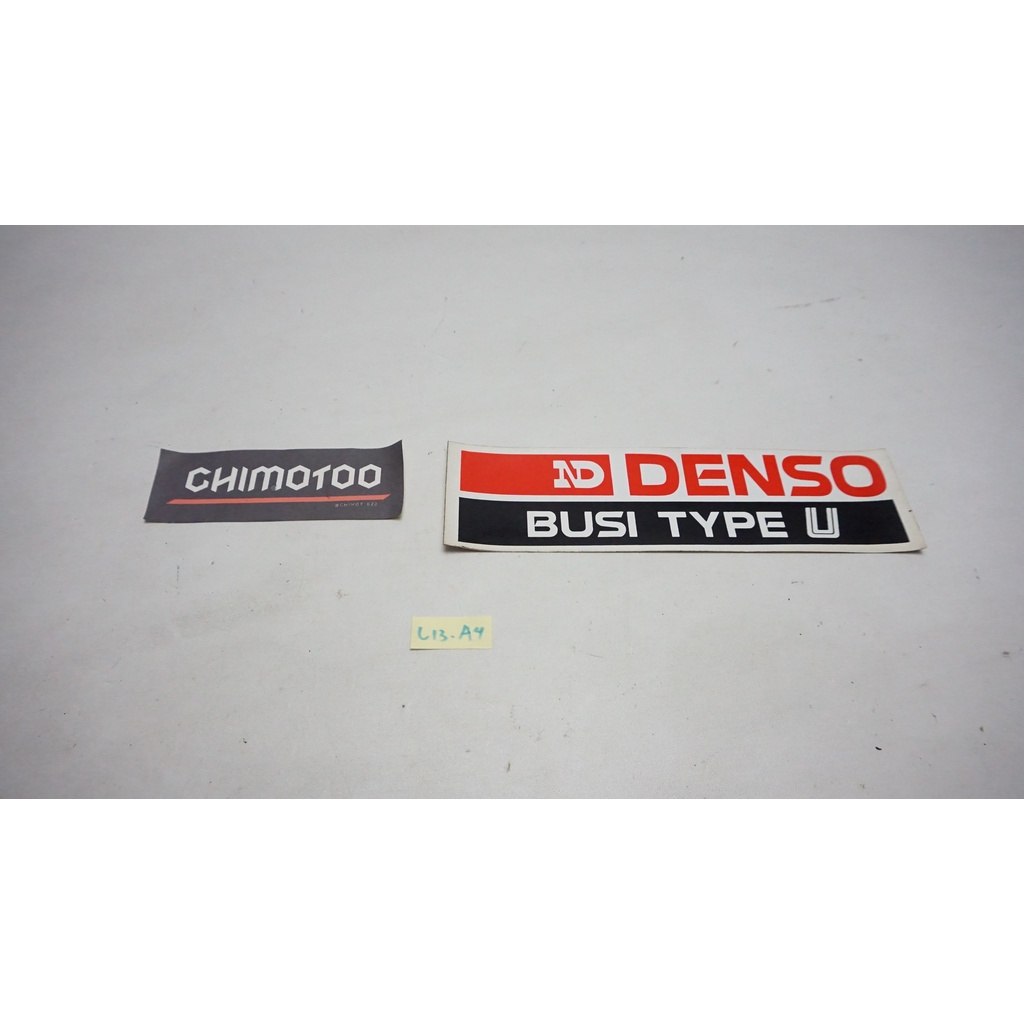 CHIMOTOO
ND DENSO
BUSI TYPE U
L13-A4